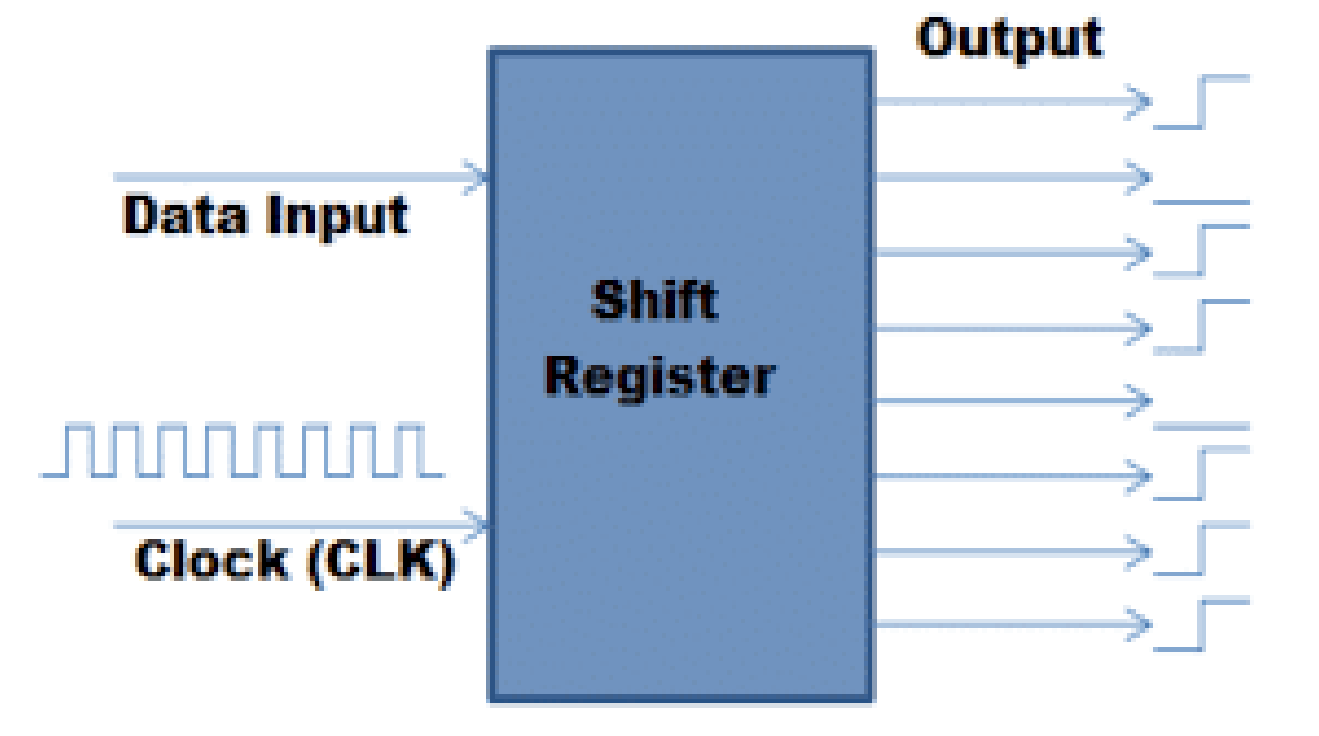 Output
Data Input
Shift
Register
Clock (CLK)